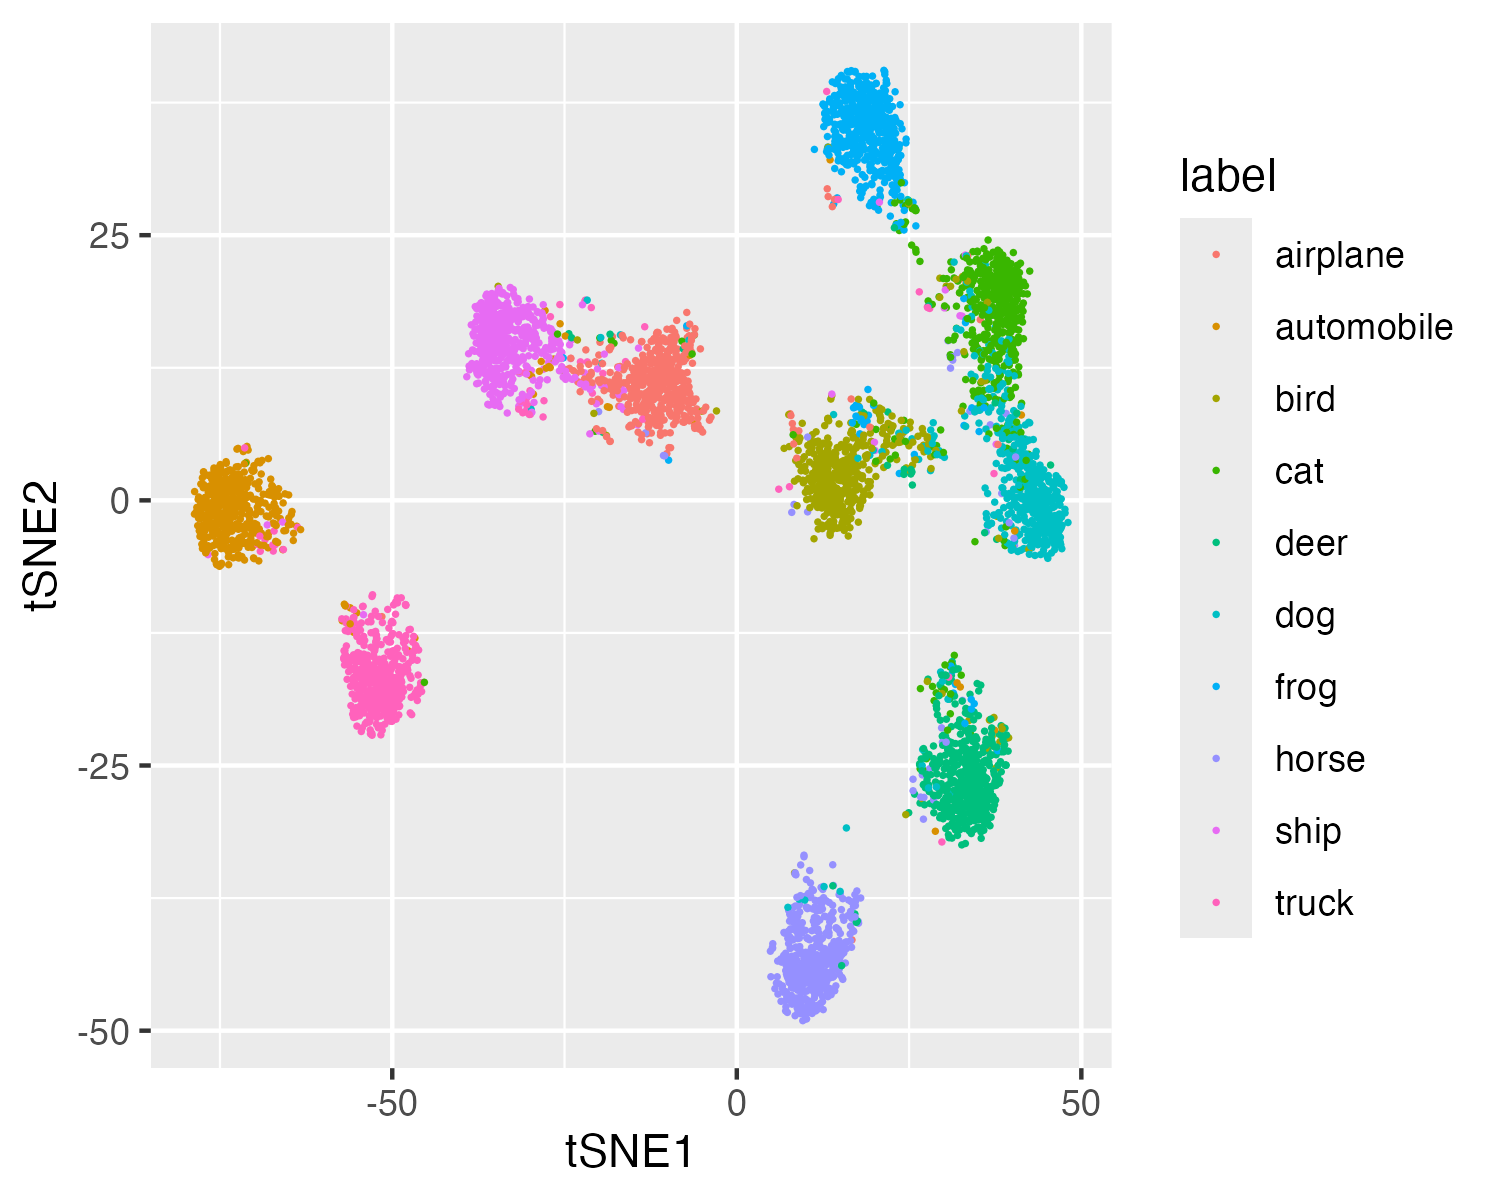 25
0
-25
-50
-50
0
50
tSNE1
tSNE2
label
airplane
automobile
bird
cat
deer
dog
frog
horse
ship
truck